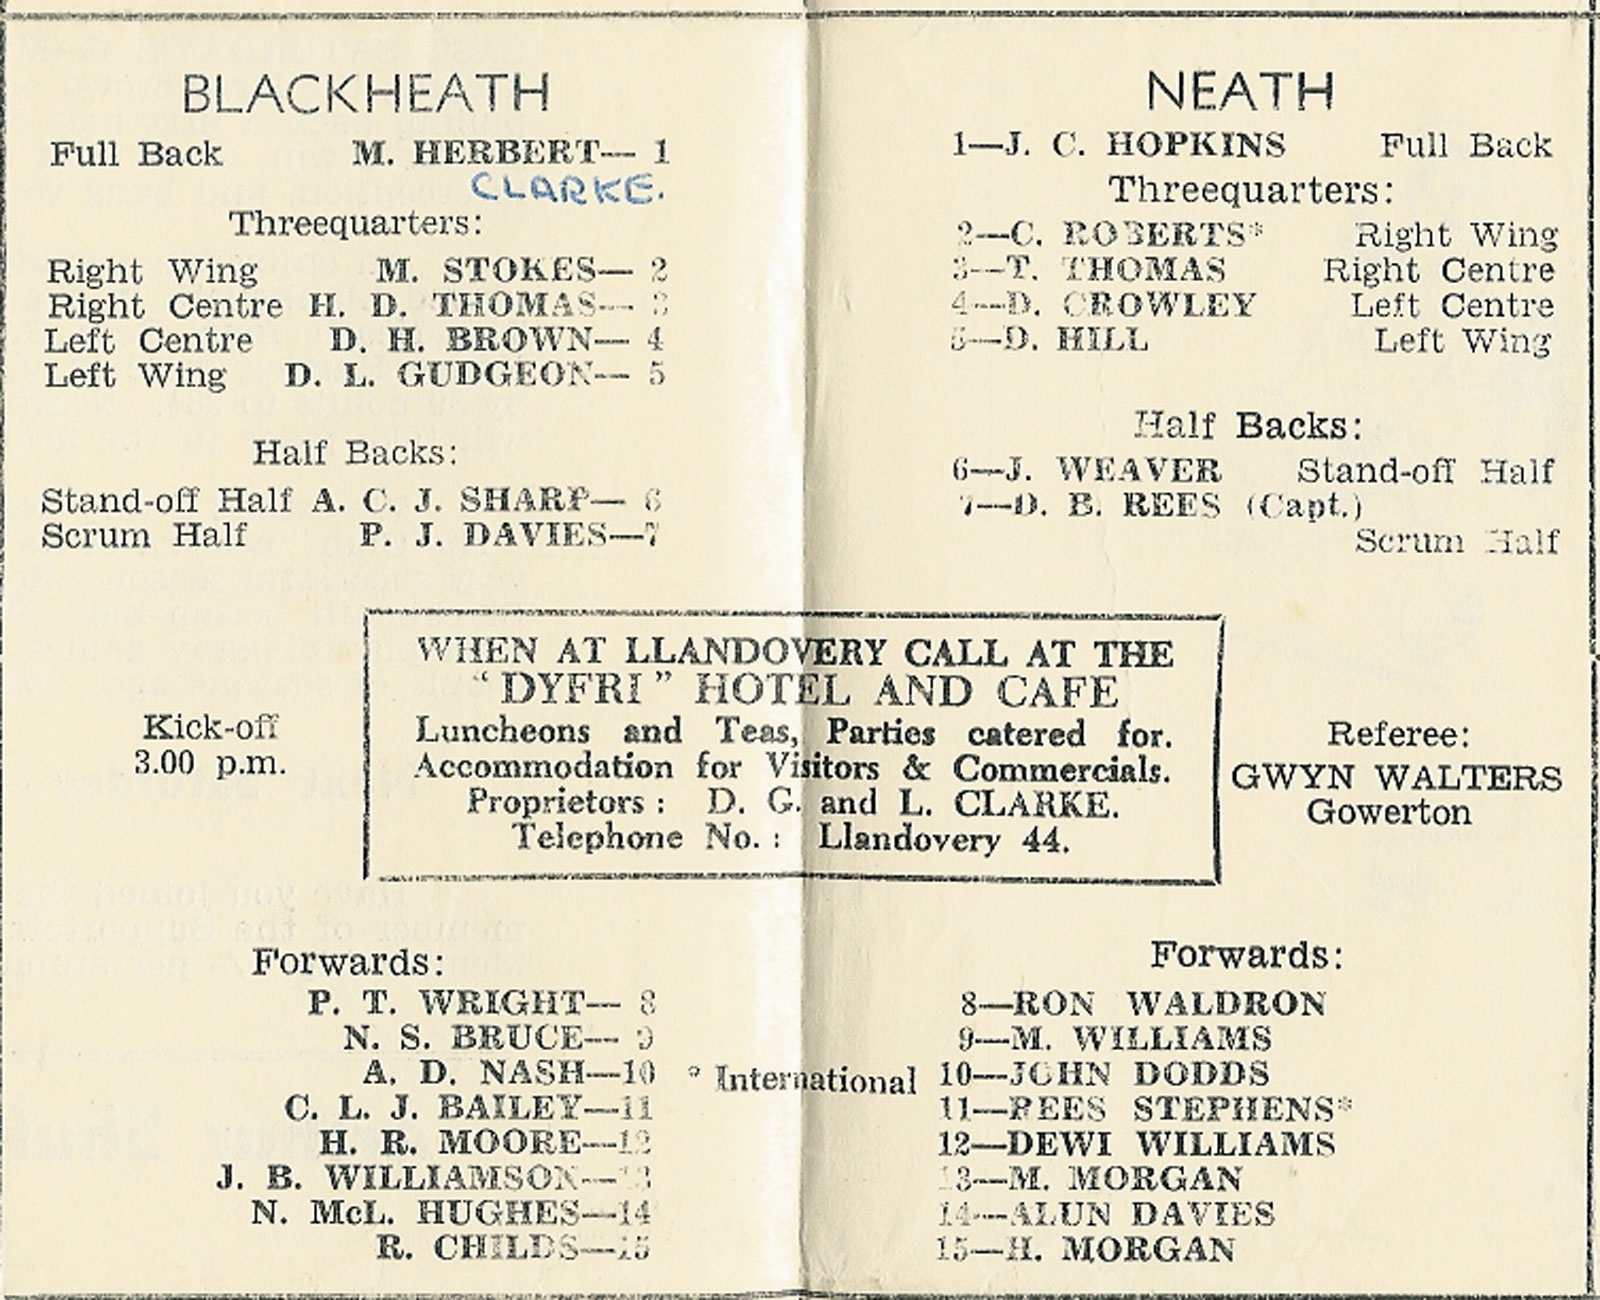 BLACKHEATH
Full Back M. HERBERT— 1
CLARKE.
Threequarters:
Right Wing M. STOKES— 2
Right Centre H. D. THOMAS— 3
Left Centre D. H. BROWN— 4
Left Wing D. L. GUDGEON— 5
Half Backs:
Stand-off Half A. C. J. SHARP— 6
Scrum Half P. J. DAVIES—7
NEATH
1—J. C. HOPKINS Full Back
Threequarters:
2—C. ROBERTS* Right Wing
3—T. THOMAS Right Centre
4—D. CROWLEY Left Centre
5—D. HILL Left Wing
Half Backs:
6—J. WEAVER Stand-off Half
7—D. B. REES (Capt.)
Scrum Half
Kick-off
3.00 p.m.
WHEN AT LLANDOVERY CALL AT THE
"DYFRI" HOTEL AND CAFE
Luncheons and Teas, Parties catered for.
Accommodation for Visitors & Commercials.
Proprietors: D. G. and L. CLARKE.
Telephone No.: Llandovery 44.
Referee:
GWYN WALTERS
Gowerton
Forwards:
P. T. WRIGHT— 8
N. S. BRUCE— 9
A. D. NASH—10
C. L. J. BAILEY—11
H. R. MOORE—12
J. B. WILLIAMSON—13
N. McL. HUGHES—14
R. CHILDS—15
* International
Forwards:
8—RON WALDRON
9—M. WILLIAMS
10—JOHN DODDS
11—REES STEPHENS*
12—DEWI WILLIAMS
13—M. MORGAN
14—ALUN DAVIES
15—H. MORGAN